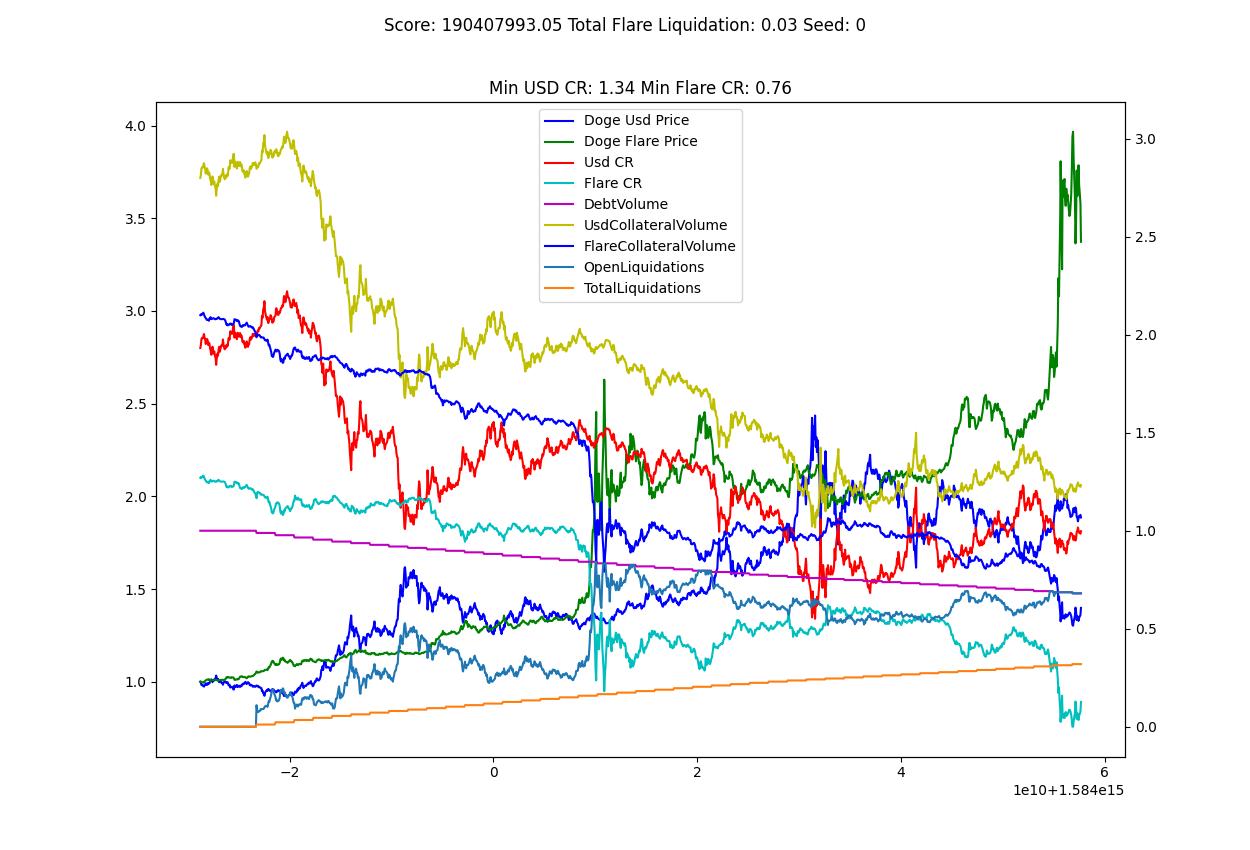 Score: 190407993.05 Total Flare Liquidation: 0.03 Seed: 0
Min USD CR: 1.34 Min Flare CR: 0.76
Doge Usd Price
Doge Flare Price
Usd CR
Flare CR
DebtVolume
UsdCollateralVolume
FlareCollateralVolume
OpenLiquidations
TotalLiquidations
4.0
3.5
3.0
2.5
2.0
1.5
1.0
3.0
2.5
2.0
1.5
1.0
0.5
0.0
−2
0
2
4
6
1e10+1.584e15